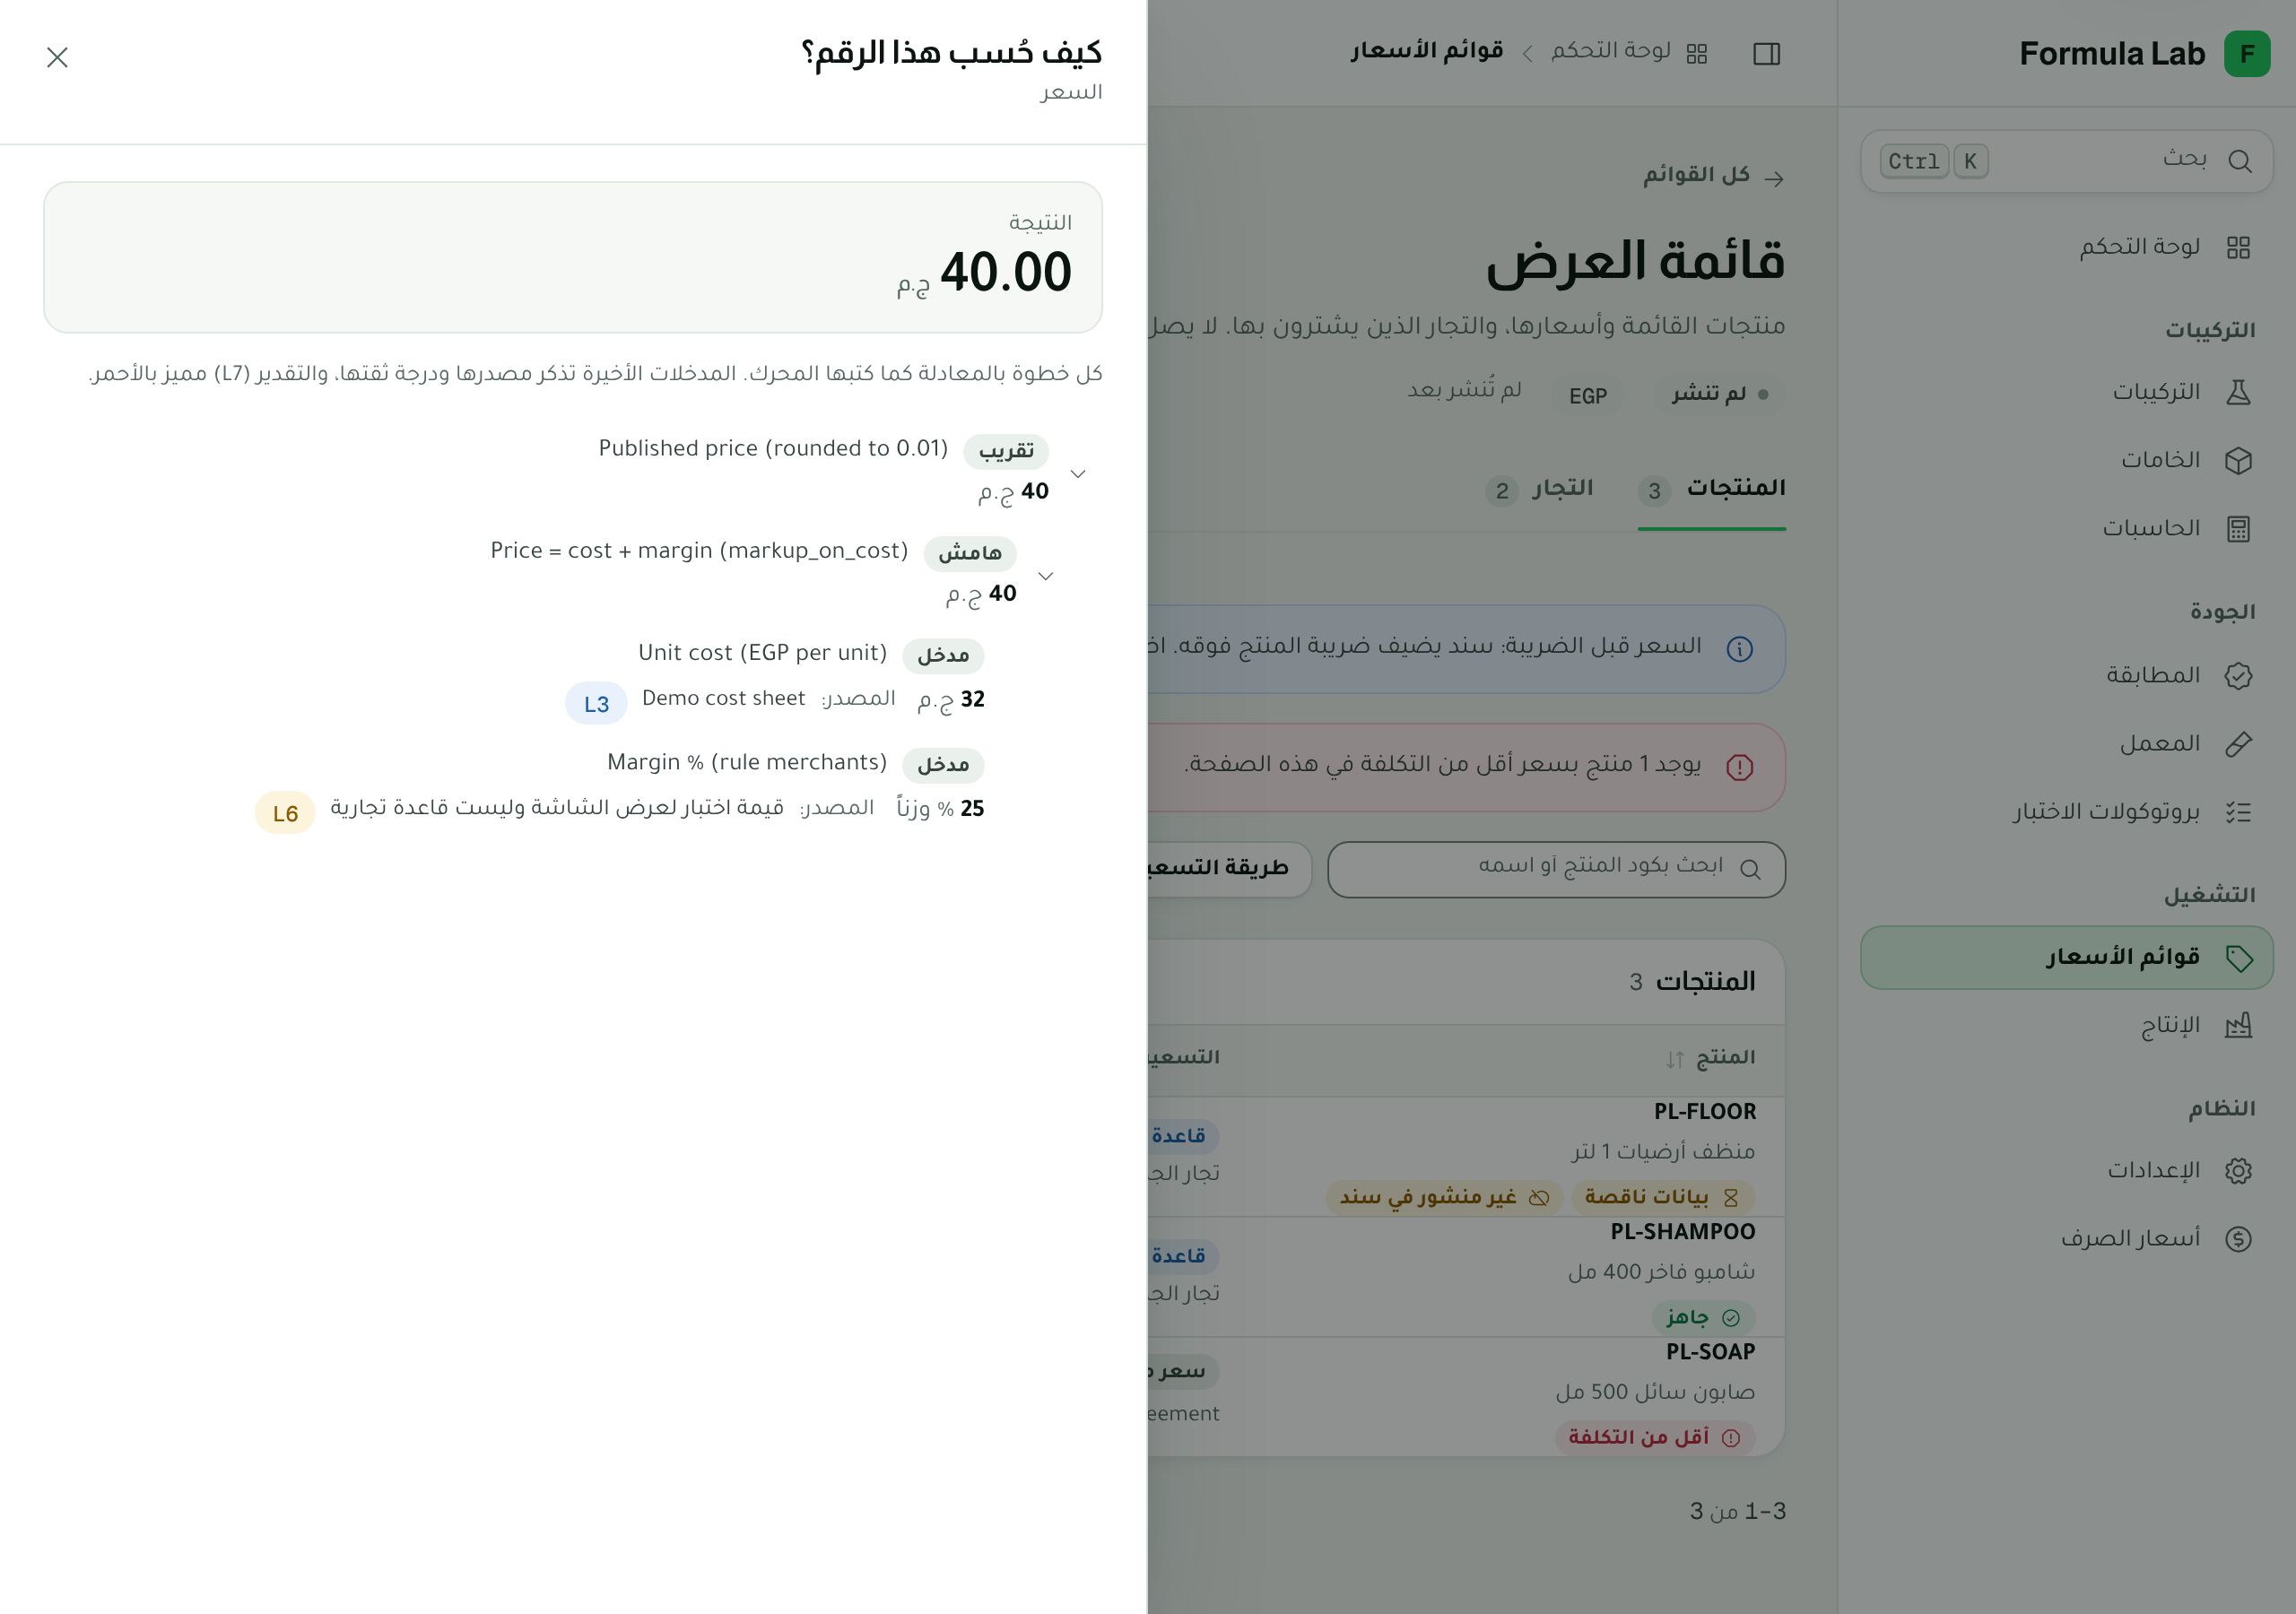 كيف حُسب هذا الرقم؟
السعر
النتيجة
40.00 ج.م
كل خطوة بالمعادلة كما كتبها المحرك. المدخلات الأخيرة تذكر مصدرها ودرجة ثقتها، والتقدير (L7) مميز بالأحمر.
تقريب Published price (rounded to 0.01)
40 ج.م
هامش Price = cost + margin (markup_on_cost)
40 ج.م
مدخل Unit cost (EGP per unit)
32 ج.م المصدر: Demo cost sheet L3
مدخل Margin % (rule merchants)
25 % وزناً المصدر: قيمة اختبار لعرض الشاشة وليست قاعدة تجارية L6
F Formula Lab
بحث Ctrl K
لوحة التحكم
التركيبات
التركيبات
الخامات
الحاسبات
الجودة
المطابقة
المعمل
بروتوكولات الاختبار
التشغيل
قوائم الأسعار
الإنتاج
النظام
الإعدادات
أسعار الصرف
لوحة التحكم قوائم الأسعار
كل القوائم
قائمة العرض
منتجات القائمة وأسعارها، والتجار الذين يشترون بها. لا يصل
لم تنشر EGP لم تُنشر بعد
المنتجات 3 التجار 2
السعر قبل الضريبة: سند يضيف ضريبة المنتج فوقه.
يوجد 1 منتج بسعر أقل من التكلفة في هذه الصفحة.
ابحث بكود المنتج أو اسمه طريقة
المنتجات 3
المنتج
PL-FLOOR قاعدة
منظف أرضيات 1 لتر تجار
بيانات ناقصة غير منشور في سند
PL-SHAMPOO قاعدة
شامبو فاخر 400 مل تجار
جاهز
PL-SOAP سعر
صابون سائل 500 مل eement
أقل من التكلفة
1–3 من 3